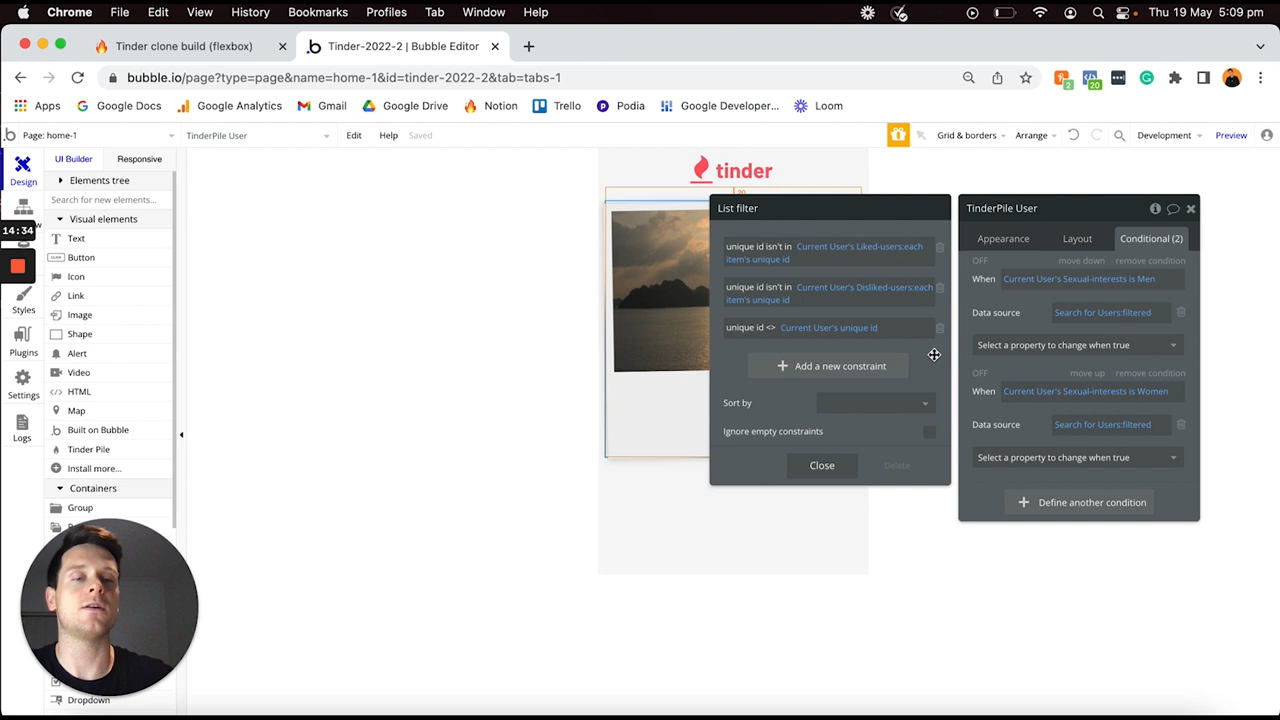 Chrome File Edit View History Bookmarks Profiles Tab Window Help Thu 19 May 5:09 pm
Tinder clone build (flexbox)
Tinder-2022-2 | Bubble Editor
bubble.io/page?type=page&name=home-1&id=tinder-2022-2&tab=tabs-1
2
20
Apps Google Docs Google Analytics Gmail Google Drive Notion Trello Podia Google Developer... Loom
Page: home-1 TinderPile User Edit Help Saved Grid & borders Arrange Development Preview
Design
14:34
Styles
Plugins
Settings
Logs
UI Builder Responsive
Elements tree
Search for new elements...
Visual elements
Text
Button
Icon
Link
Image
Shape
Alert
Video
HTML
Map
Built on Bubble
Tinder Pile
Install more...
Containers
Group
Dropdown
tinder
20
List filter
unique id isn't in Current User's Liked-users:each
item's unique id
unique id isn't in Current User's Disliked-users:each
item's unique id
unique id <> Current User's unique id
Add a new constraint
Sort by
Ignore empty constraints
Close Delete
TinderPile User
Appearance Layout Conditional (2)
OFF move down remove condition
When Current User's Sexual-interests is Men
Data source Search for Users:filtered
Select a property to change when true
OFF move up remove condition
When Current User's Sexual-interests is Women
Data source Search for Users:filtered
Select a property to change when true
Define another condition